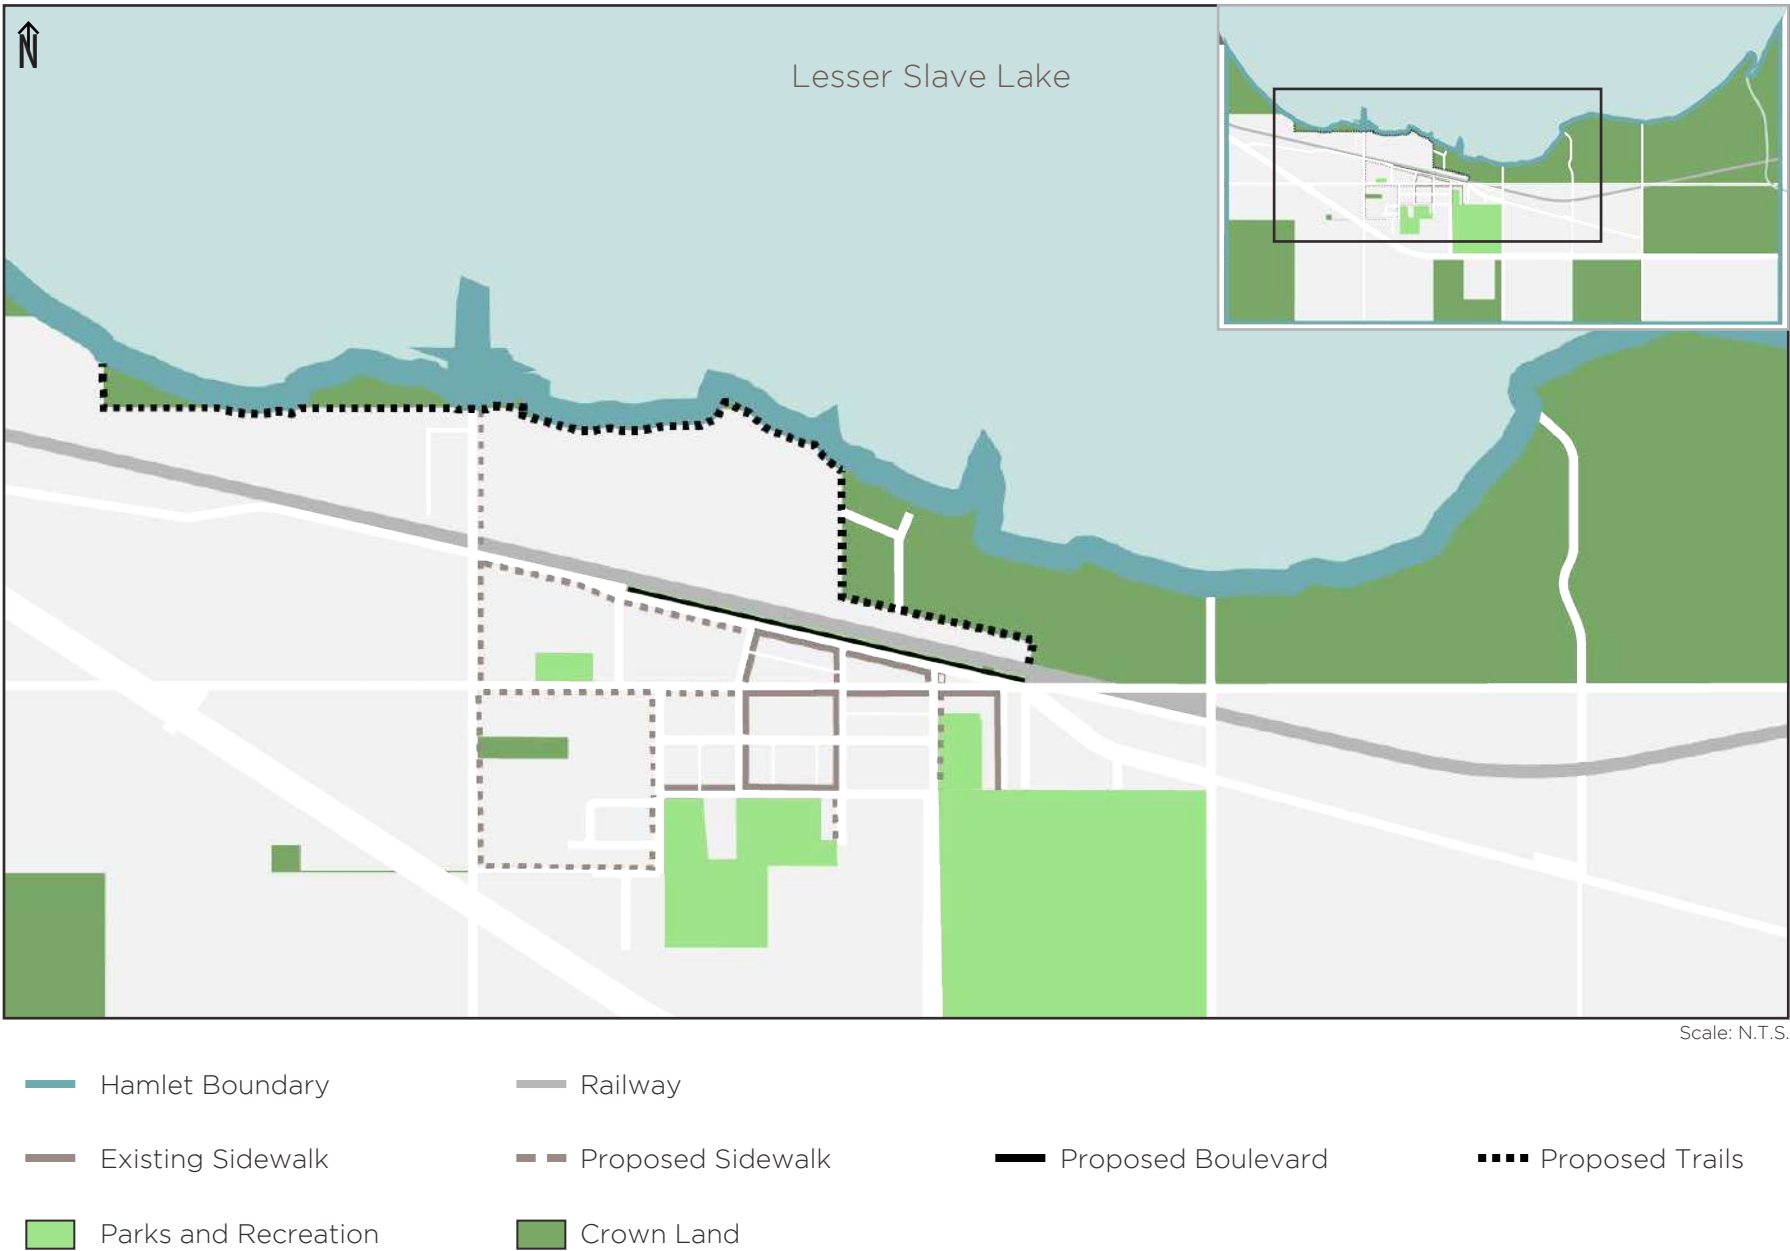 N
Lesser Slave Lake
Scale: N.T.S.
Hamlet Boundary
Railway
Existing Sidewalk
Proposed Sidewalk
Proposed Boulevard
Proposed Trails
Parks and Recreation
Crown Land